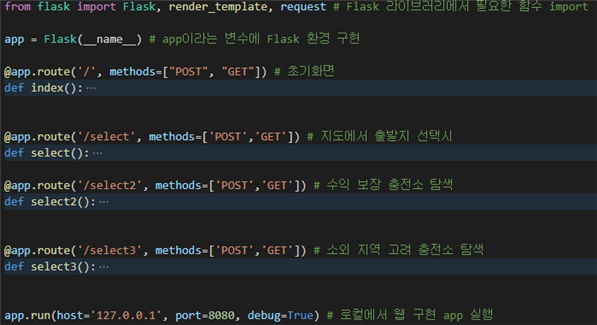 from flask import Flask, render_template, request # Flask 라이브러리에서 필요한 함수 import
app = Flask(__name__) # app이라는 변수에 Flask 환경 구현
@app.route('/', methods=["POST", "GET"]) # 초기화면
def index():···
@app.route('/select', methods=['POST','GET']) # 지도에서 출발지 선택시
def select():···
@app.route('/select2', methods=['POST','GET']) # 수익 보장 충전소 탐색
def select2():···
@app.route('/select3', methods=['POST','GET']) # 소외 지역 고려 충전소 탐색
def select3():···
app.run(host='127.0.0.1', port=8080, debug=True) # 로컬에서 웹 구현 app 실행